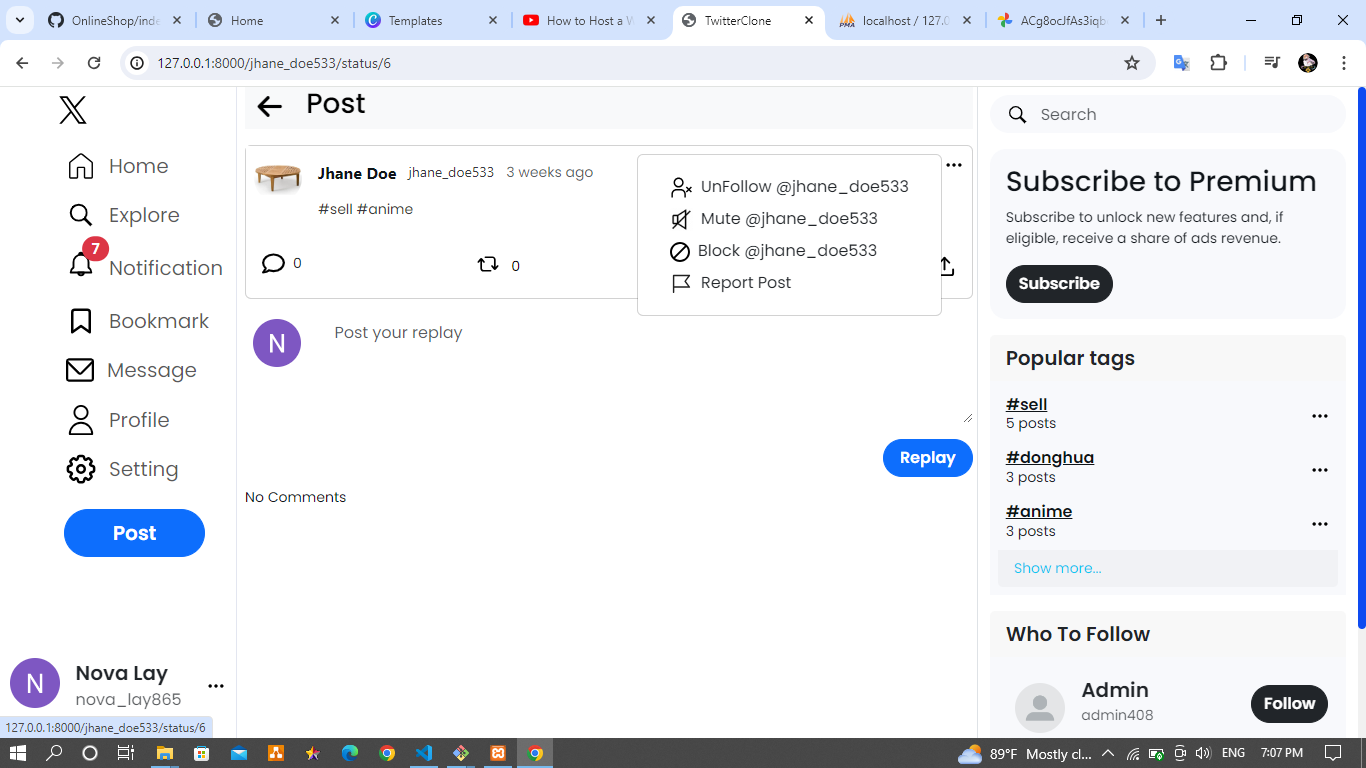 OnlineShop/inde
Home
Templates
How to Host a W
TwitterClone
localhost / 127.0
ACg8ocJfAs3iqb
127.0.0.1:8000/jhane_doe533/status/6
Home
Explore
7
Notification
Bookmark
Message
Profile
Setting
Post
N
Nova Lay
nova_lay865
127.0.0.1:8000/jhane_doe533/status/6
Post
Jhane Doe jhane_doe533 3 weeks ago
#sell #anime
0
0
UnFollow @jhane_doe533
Mute @jhane_doe533
Block @jhane_doe533
Report Post
N
Post your replay
Replay
No Comments
Search
Subscribe to Premium
Subscribe to unlock new features and, if
eligible, receive a share of ads revenue.
Subscribe
Popular tags
#sell
5 posts
#donghua
3 posts
#anime
3 posts
Show more...
Who To Follow
Admin
admin408
Follow
89°F Mostly cl...
ENG
7:07 PM